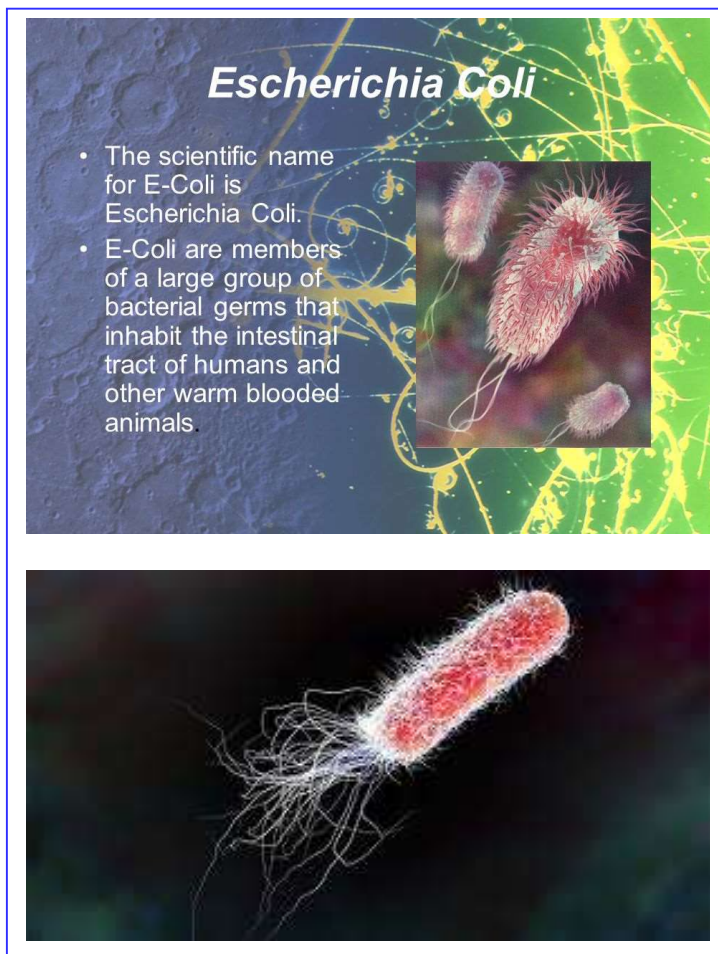 Escherichia Coli
• The scientific name
for E-Coli is
Escherichia Coli.
• E-Coli are members
of a large group of
bacterial germs that
inhabit the intestinal
tract of humans and
other warm blooded
animals.